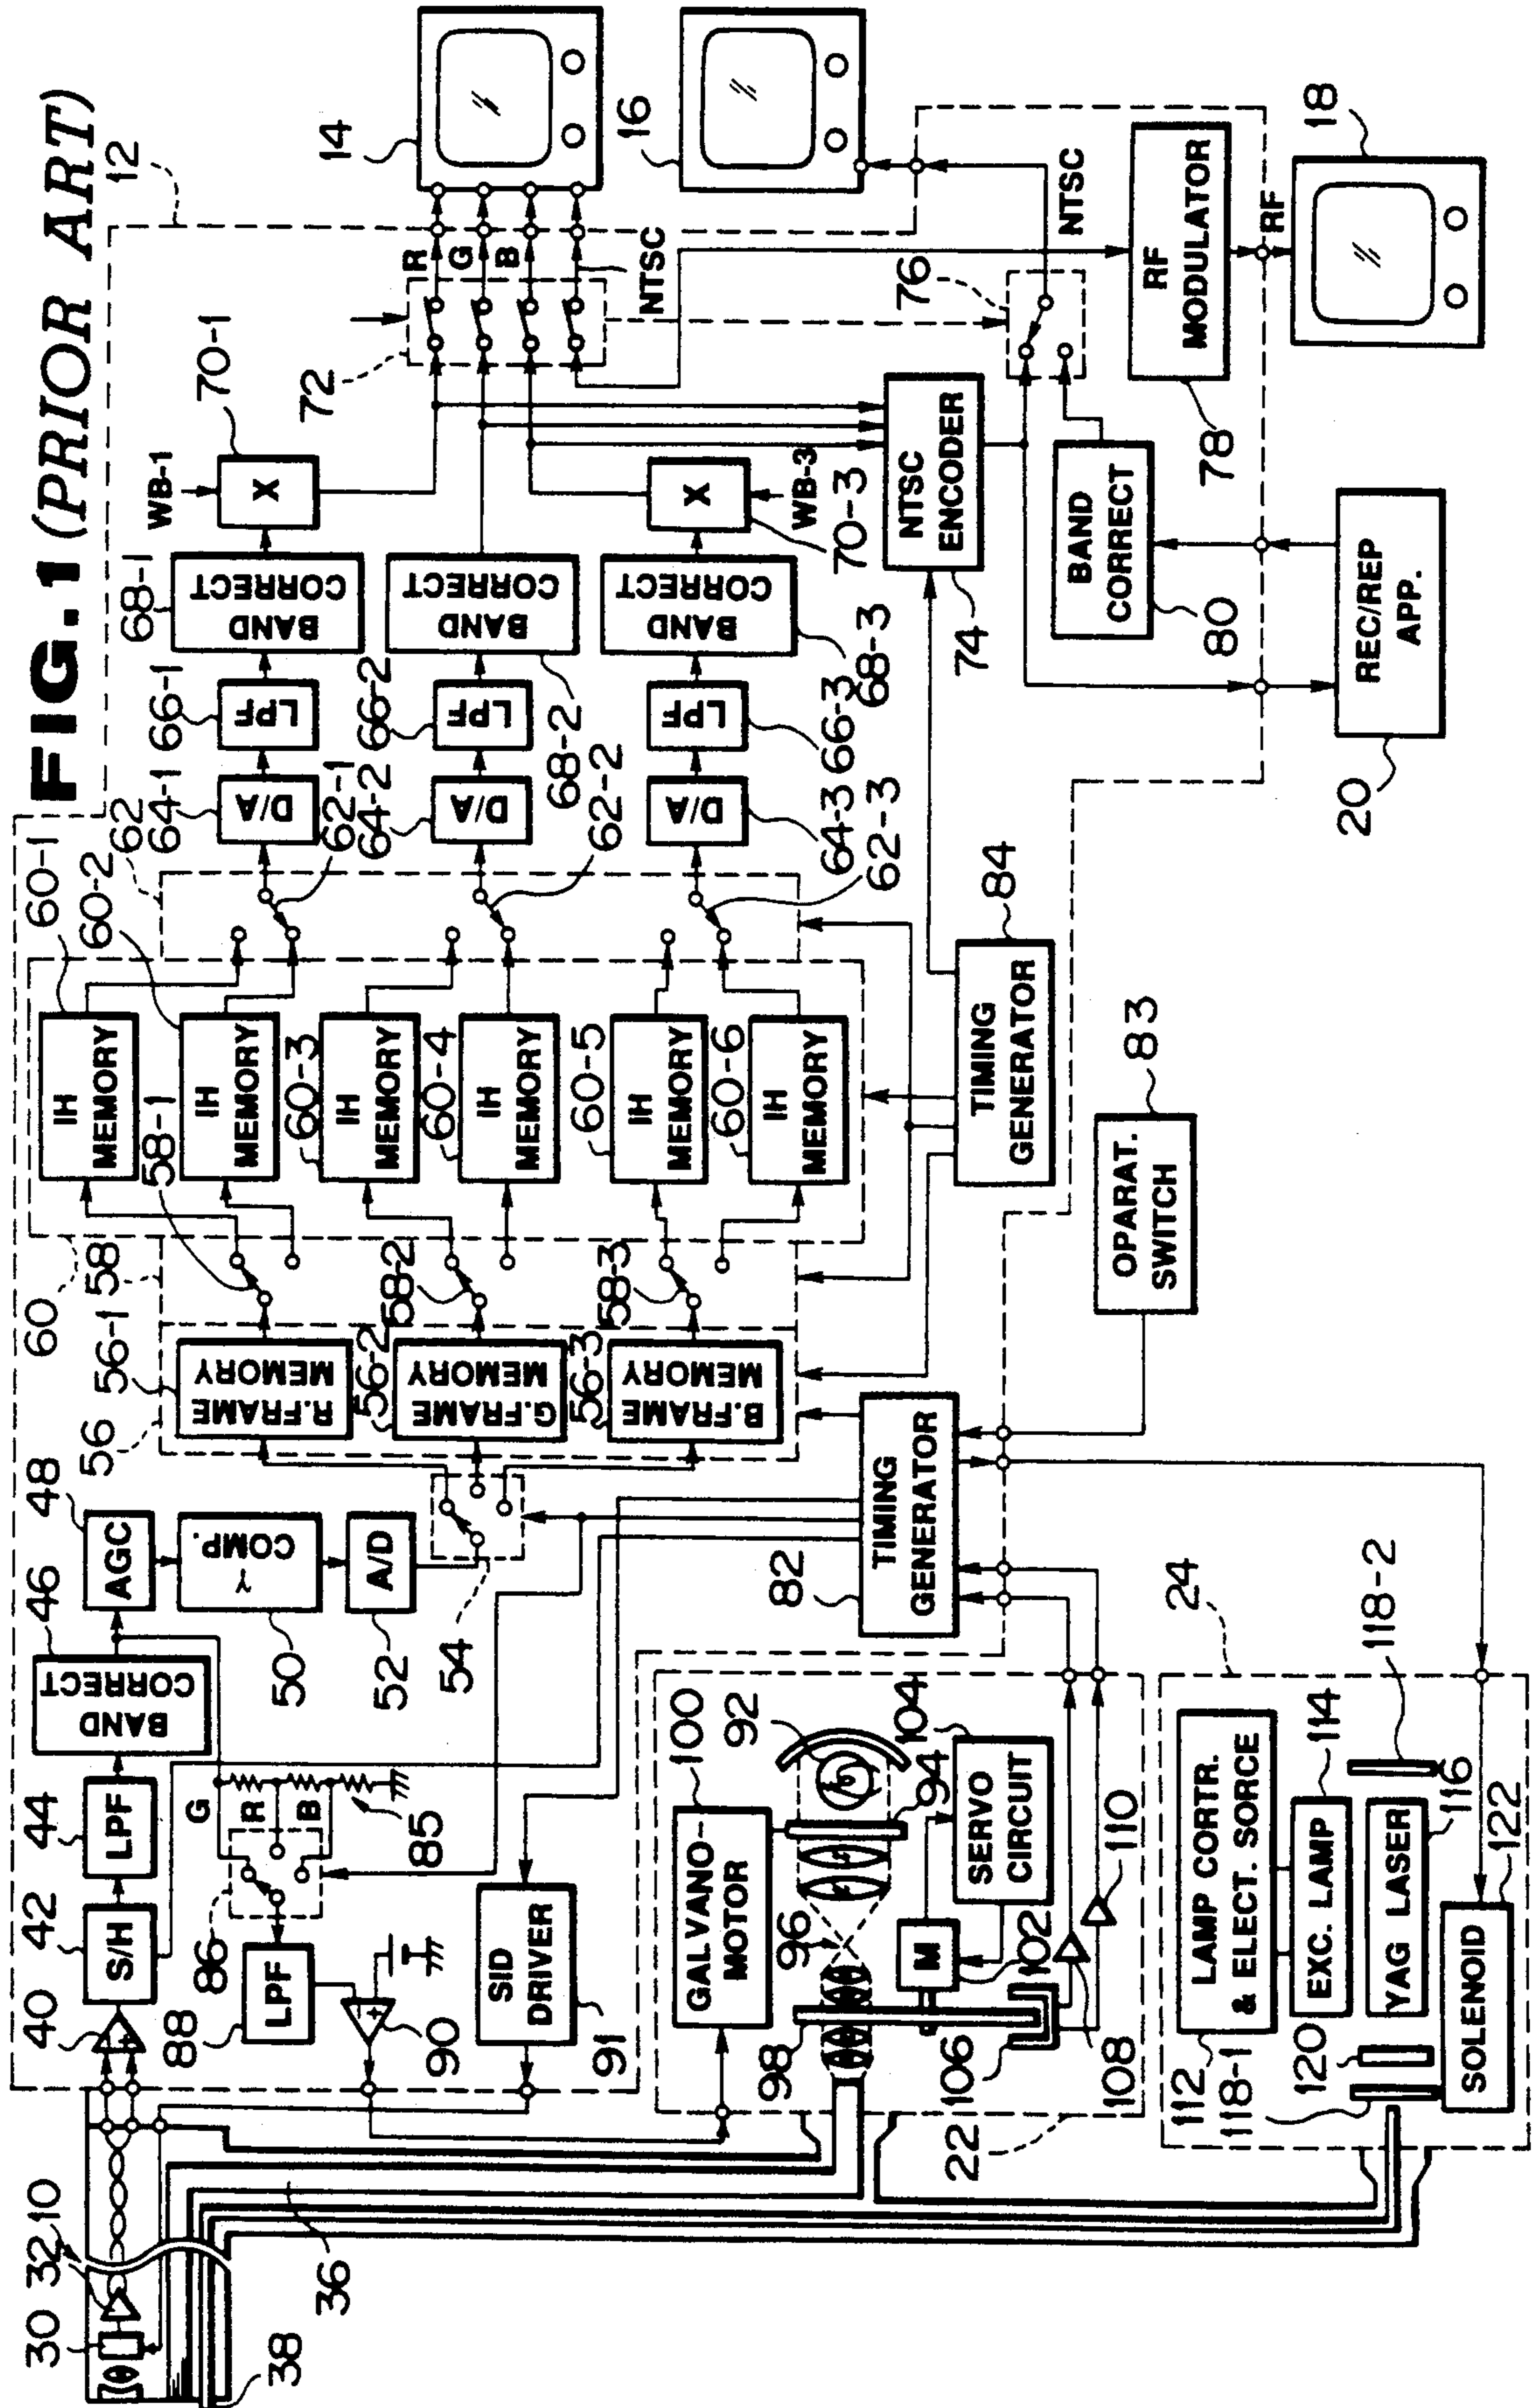 FIG.1 (PRIOR ART)
12
14
16
18
R
G
B
NTSC
72
76
NTSC
RF
MODULATOR
78
RF
WB-1
70-1
X
X
WB-3
70-3
NTSC
ENCODER
74
BAND
CORRECT
80
REC/REP
APP.
20
68-1
BAND
CORRECT
BAND
CORRECT
68-2
BAND
CORRECT
68-3
66-1
LPF
66-2
LPF
LPF
66-3
64-1
D/A
64-2
D/A
D/A
64-3
62
62-1
62-2
62-3
60-1
IH
MEMORY
60-2
IH
MEMORY
60-3
IH
MEMORY
60-4
IH
MEMORY
60-5
IH
MEMORY
60-6
IH
MEMORY
60
58
58-1
58-2
58-3
TIMING
GENERATOR
84
OPARAT.
SWITCH
83
56
56-1
R.FRAME
MEMORY
56-2
G.FRAME
MEMORY
56-3
B.FRAME
MEMORY
TIMING
GENERATOR
82
40
42
S/H
44
LPF
46
BAND
CORRECT
48
AGC
γ
COMP.
50
A/D
52
54
G
R
B
85
86
LPF
88
90
SID
DRIVER
91
30
32
10
36
38
100
GALVANO-
MOTOR
92
94
96
98
104
SERVO
CIRCUIT
M
102
106
108
110
22
24
LAMP CORTR.
& ELECT. SORCE
112
EXC. LAMP
114
YAG LASER
116
118-1
118-2
120
SOLENOID
122